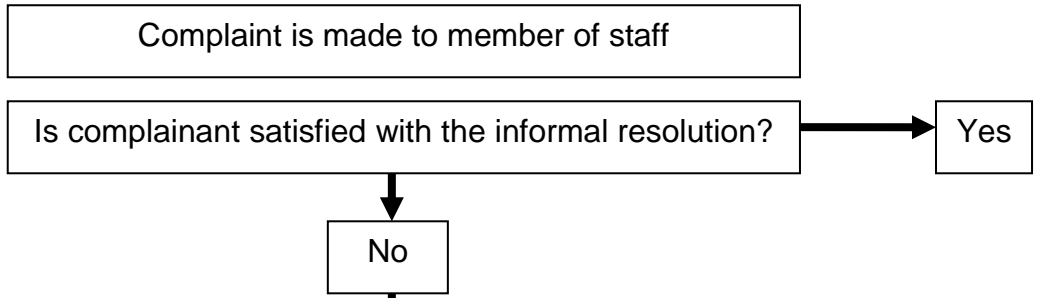 Complaint is made to member of staff
Is complainant satisfied with the informal resolution?
Yes
No